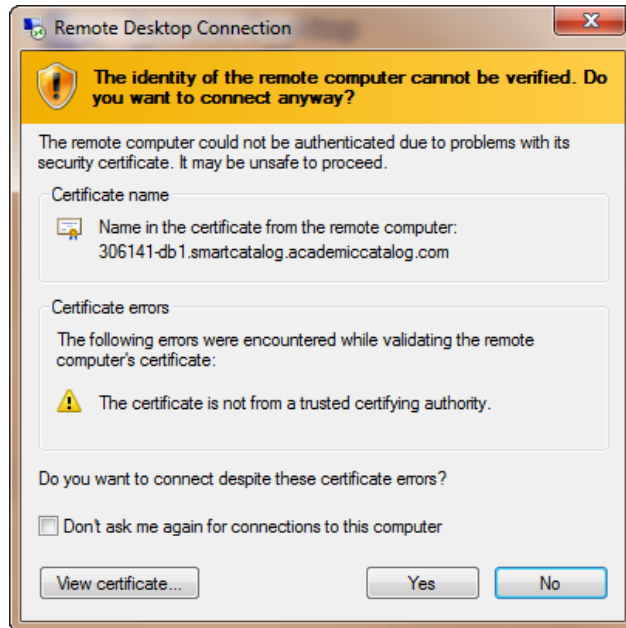 Remote Desktop Connection
The identity of the remote computer cannot be verified. Do
you want to connect anyway?
The remote computer could not be authenticated due to problems with its
security certificate. It may be unsafe to proceed.
Certificate name
Name in the certificate from the remote computer:
306141-db1.smartcatalog.academiccatalog.com
Certificate errors
The following errors were encountered while validating the remote
computer's certificate:
The certificate is not from a trusted certifying authority.
Do you want to connect despite these certificate errors?
Don't ask me again for connections to this computer
View certificate...
Yes
No